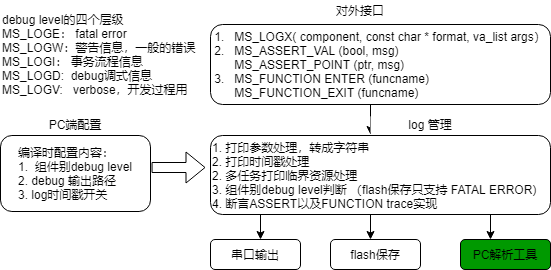 debug level的四个层级
MS_LOGE： fatal error
MS_LOGW：警告信息，一般的错误
MS_LOGI： 事务流程信息
MS_LOGD: debug调式信息
MS_LOGV: verbose，开发过程用
对外接口
1. MS_LOGX( component, const char * format, va_list args）
2. MS_ASSERT_VAL (bool, msg)
MS_ASSERT_POINT (ptr, msg)
3. MS_FUNCTION ENTER (funcname)
MS_FUNCTION_EXIT (funcname)
PC端配置
编译时配置内容：
1. 组件别debug level
2. debug 输出路径
3. log时间戳开关
log 管理
1. 打印参数处理，转成字符串
2. 打印时间戳处理
2. 多任务打印临界资源处理
3. 组件别debug level判断 （flash保存只支持 FATAL ERROR)
4. 断言ASSERT以及FUNCTION trace实现
串口输出
flash保存
PC解析工具